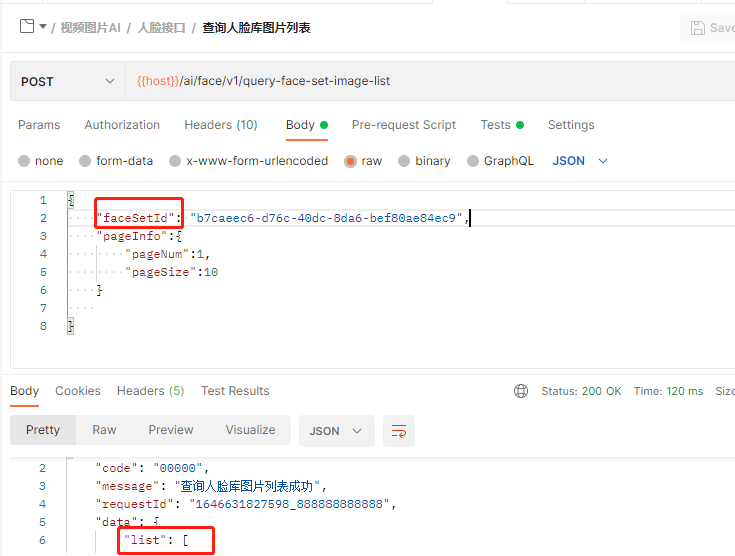 / 视频图片AI / 人脸接口 / 查询人脸库图片列表 Save
POST {{host}}/ai/face/v1/query-face-set-image-list
Params Authorization Headers (10) Body Pre-request Script Tests Settings
none form-data x-www-form-urlencoded raw binary GraphQL JSON
1 {
2 "faceSetId": "b7caeec6-d76c-40dc-8da6-bef80ae84ec9",
3 "pageInfo":{
4 "pageNum":1,
5 "pageSize":10
6 }
7
8 }
Body Cookies Headers (5) Test Results Status: 200 OK Time: 120 ms Size
Pretty Raw Preview Visualize JSON
2 "code": "00000",
3 "message": "查询人脸库图片列表成功",
4 "requestId": "1646631827598_888888888888",
5 "data": {
6 "list": [